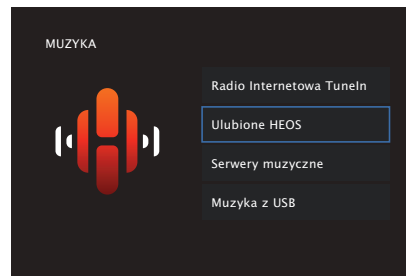 MUZYKA
Radio Internetowa TuneIn
Ulubione HEOS
Serwery muzyczne
Muzyka z USB